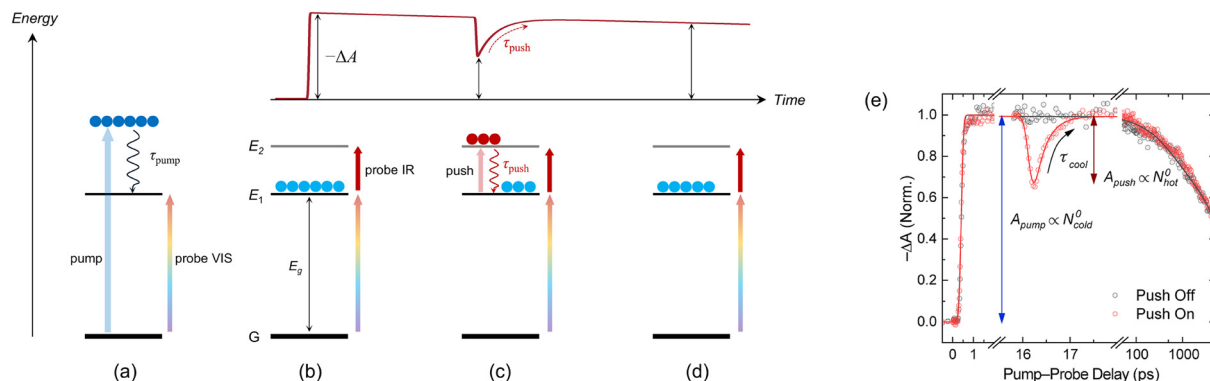 Energy
−ΔA
τpush
Time
τpump
pump
probe VIS
(a)
E2
probe IR
E1
Eg
G
(b)
push
τpush
(c)
(d)
(e)
−ΔA (Norm.)
1.0
0.8
0.6
0.4
0.2
0.0
τcool
Apush ∝ N0hot
Apump ∝ N0cold
Push Off
Push On
0 1 16 17 100 1000
Pump–Probe Delay (ps)